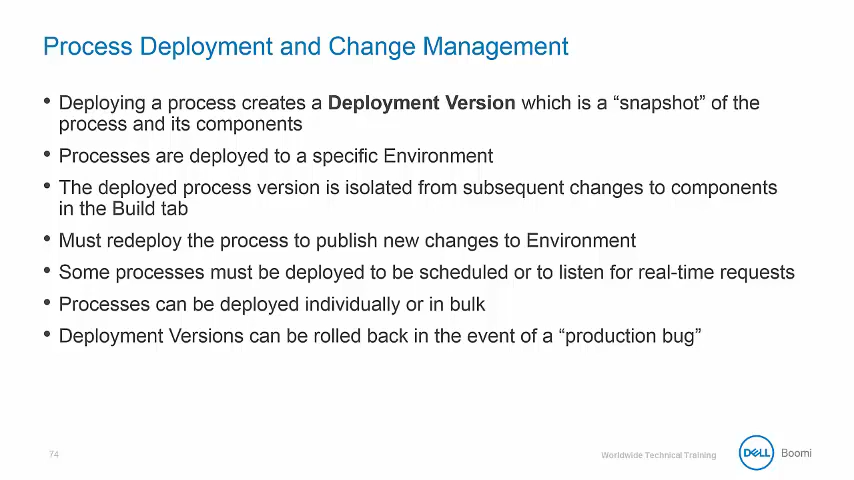 Process Deployment and Change Management
• Deploying a process creates a Deployment Version which is a “snapshot” of the
process and its components
• Processes are deployed to a specific Environment
• The deployed process version is isolated from subsequent changes to components
in the Build tab
• Must redeploy the process to publish new changes to Environment
• Some processes must be deployed to be scheduled or to listen for real-time requests
• Processes can be deployed individually or in bulk
• Deployment Versions can be rolled back in the event of a “production bug”
74
Worldwide Technical Training
DELL Boomi